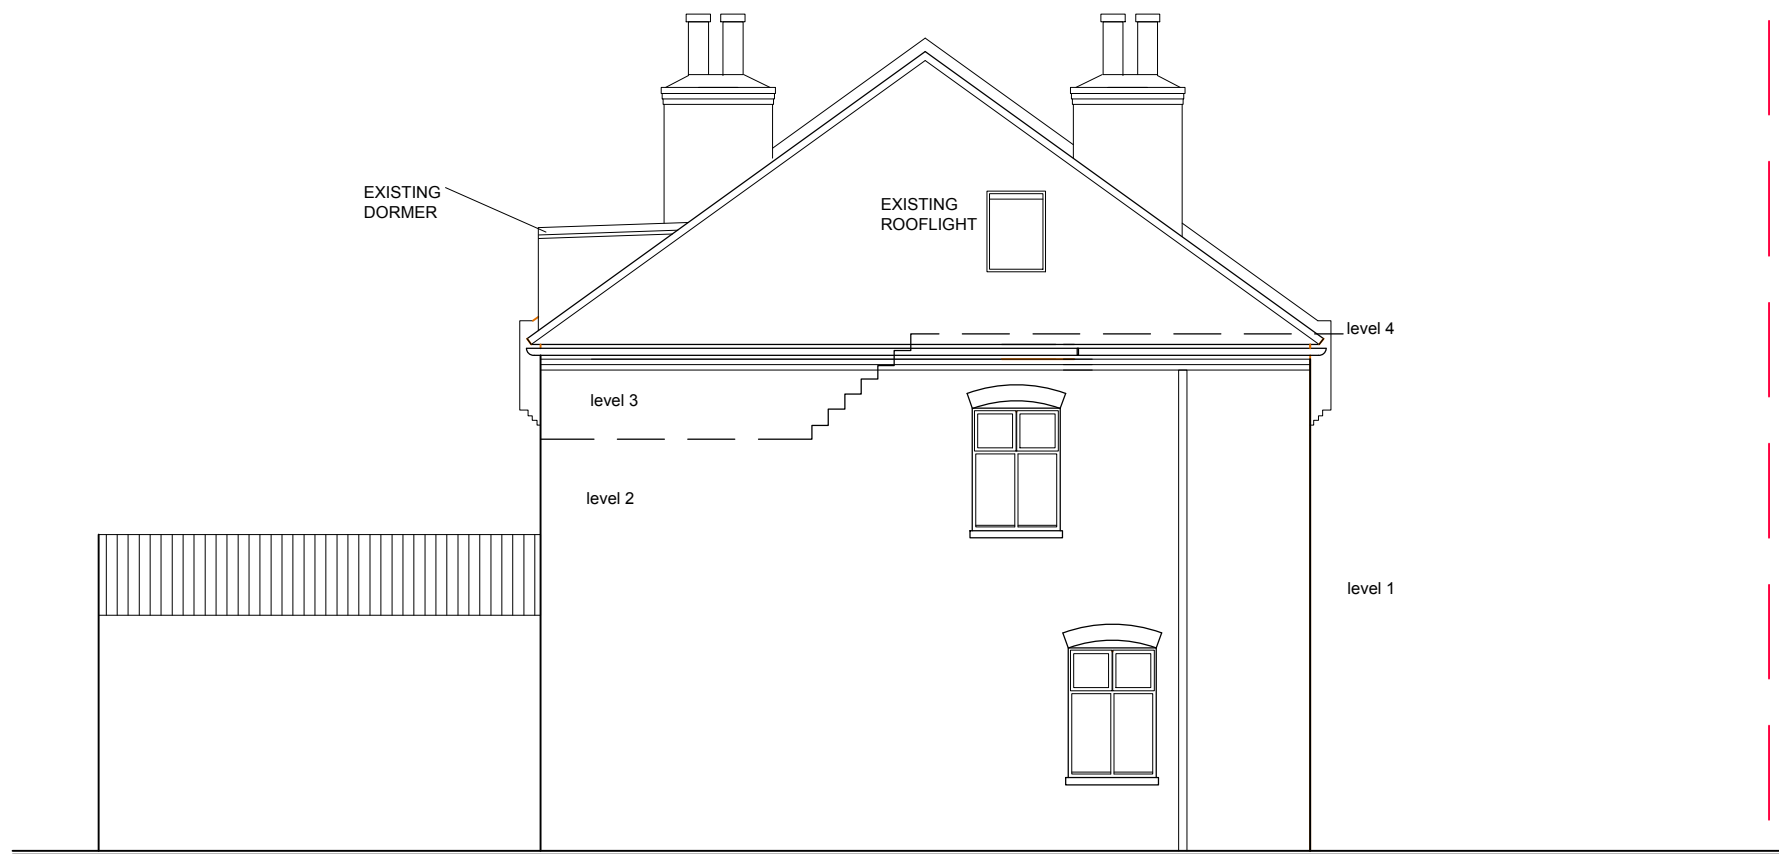 EXISTING
DORMER
EXISTING
ROOFLIGHT
level 4
level 3
level 2
level 1